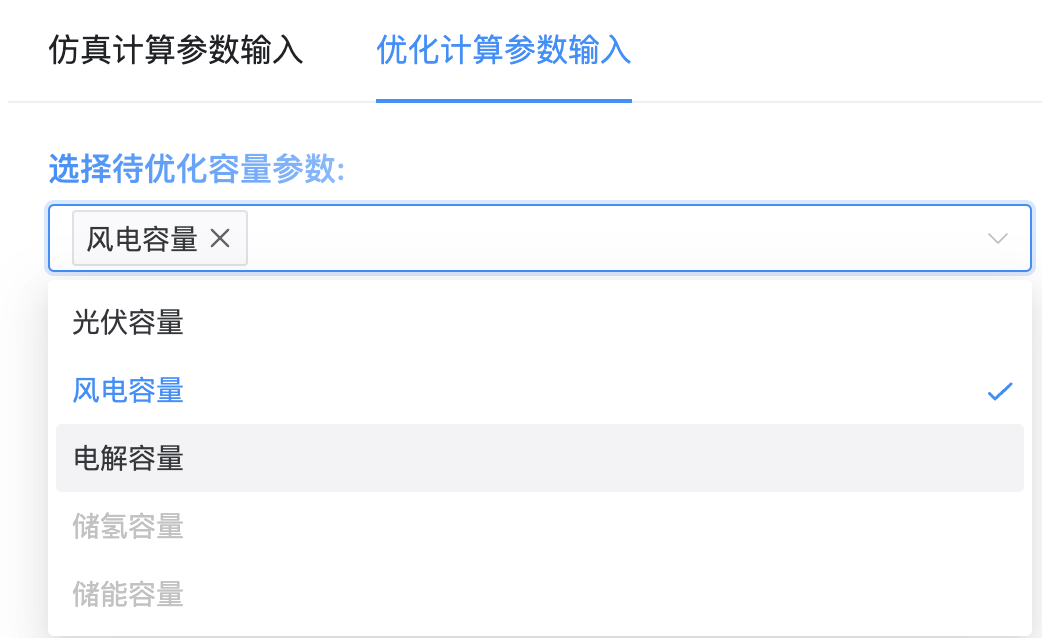 仿真计算参数输入 优化计算参数输入
选择待优化容量参数:
风电容量
光伏容量
风电容量
电解容量
储氢容量
储能容量